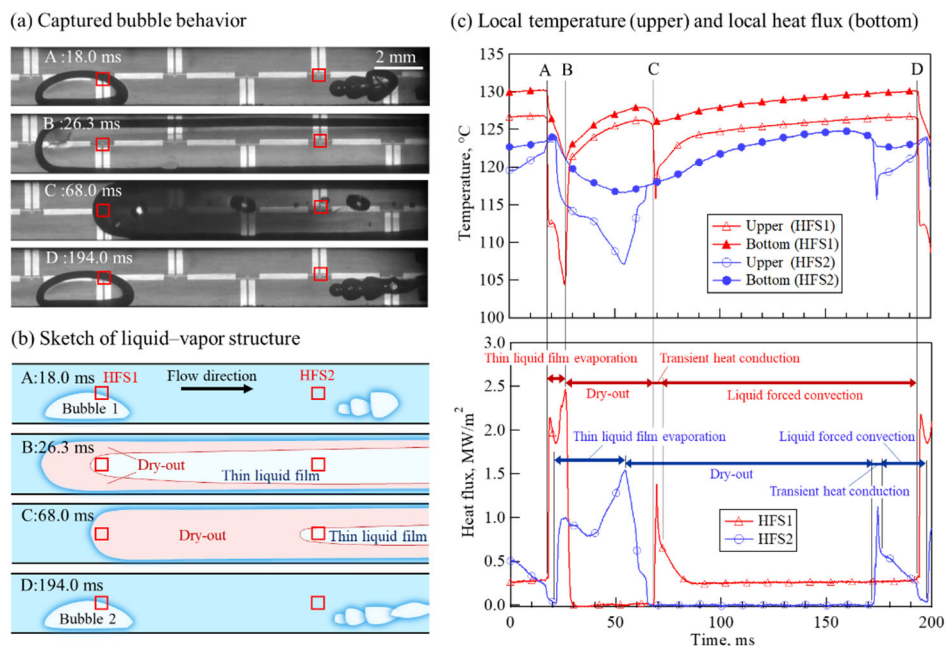 (a) Captured bubble behavior
A :18.0 ms
2 mm
B :26.3 ms
C :68.0 ms
D :194.0 ms
(b) Sketch of liquid–vapor structure
A:18.0 ms
HFS1
Flow direction
HFS2
Bubble 1
B:26.3 ms
Dry-out
Thin liquid film
C:68.0 ms
Dry-out
Thin liquid film
D:194.0 ms
Bubble 2
(c) Local temperature (upper) and local heat flux (bottom)
A B C D
135
130
125
120
115
110
105
100
Temperature, °C
Upper (HFS1)
Bottom (HFS1)
Upper (HFS2)
Bottom (HFS2)
3.0
2.5
2.0
1.5
1.0
0.5
0.0
Heat flux, MW/m²
Thin liquid film evaporation
Transient heat conduction
Dry-out
Liquid forced convection
Thin liquid film evaporation
Liquid forced convection
Dry-out
Transient heat conduction
HFS1
HFS2
0 50 100 150 200
Time, ms